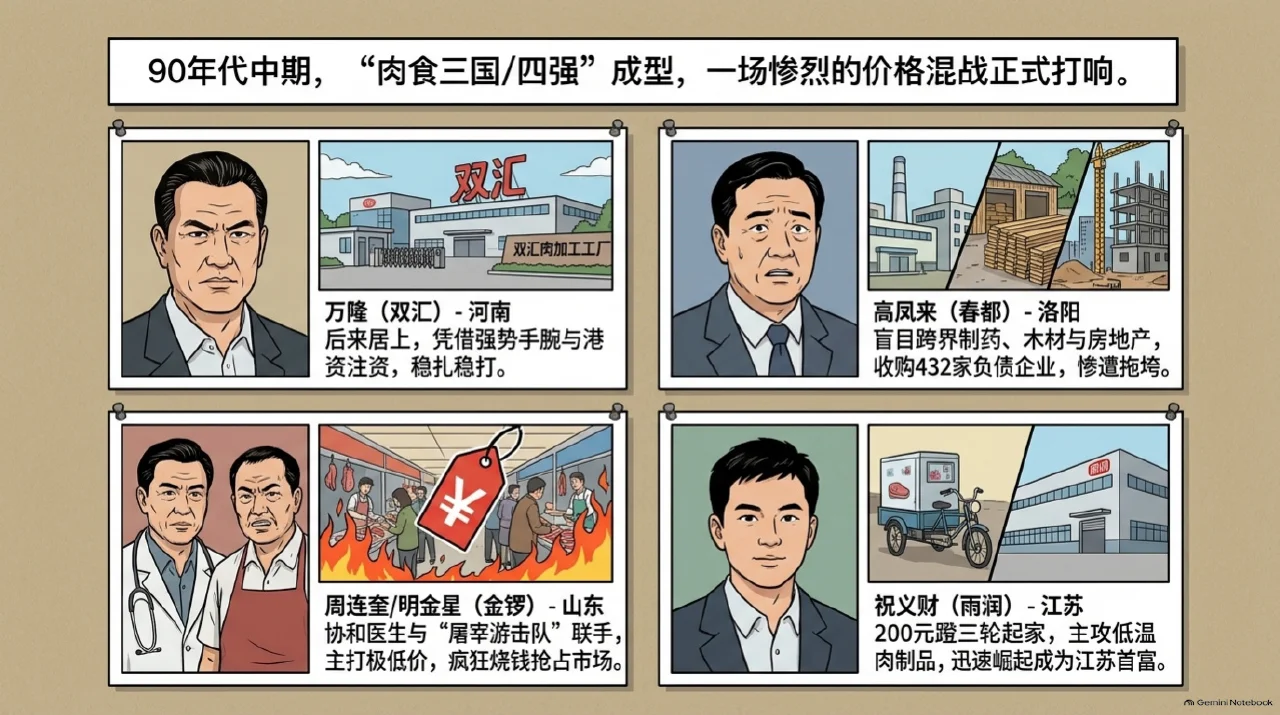 90年代中期，“肉食三国/四强”成型，一场惨烈的价格混战正式打响。
双汇
双汇肉加工工厂
万隆（双汇）- 河南
后来居上，凭借强势手腕与港
资注资，稳扎稳打。
高凤来（春都）- 洛阳
盲目跨界制药、木材与房地产，
收购432家负债企业，惨遭拖垮。
¥
周连奎/明金星（金锣）- 山东
协和医生与“屠宰游击队”联手，
主打极低价，疯狂烧钱抢占市场。
祝义财（雨润）- 江苏
200元蹬三轮起家，主攻低温
肉制品，迅速崛起成为江苏首富。
Gemini Notebook